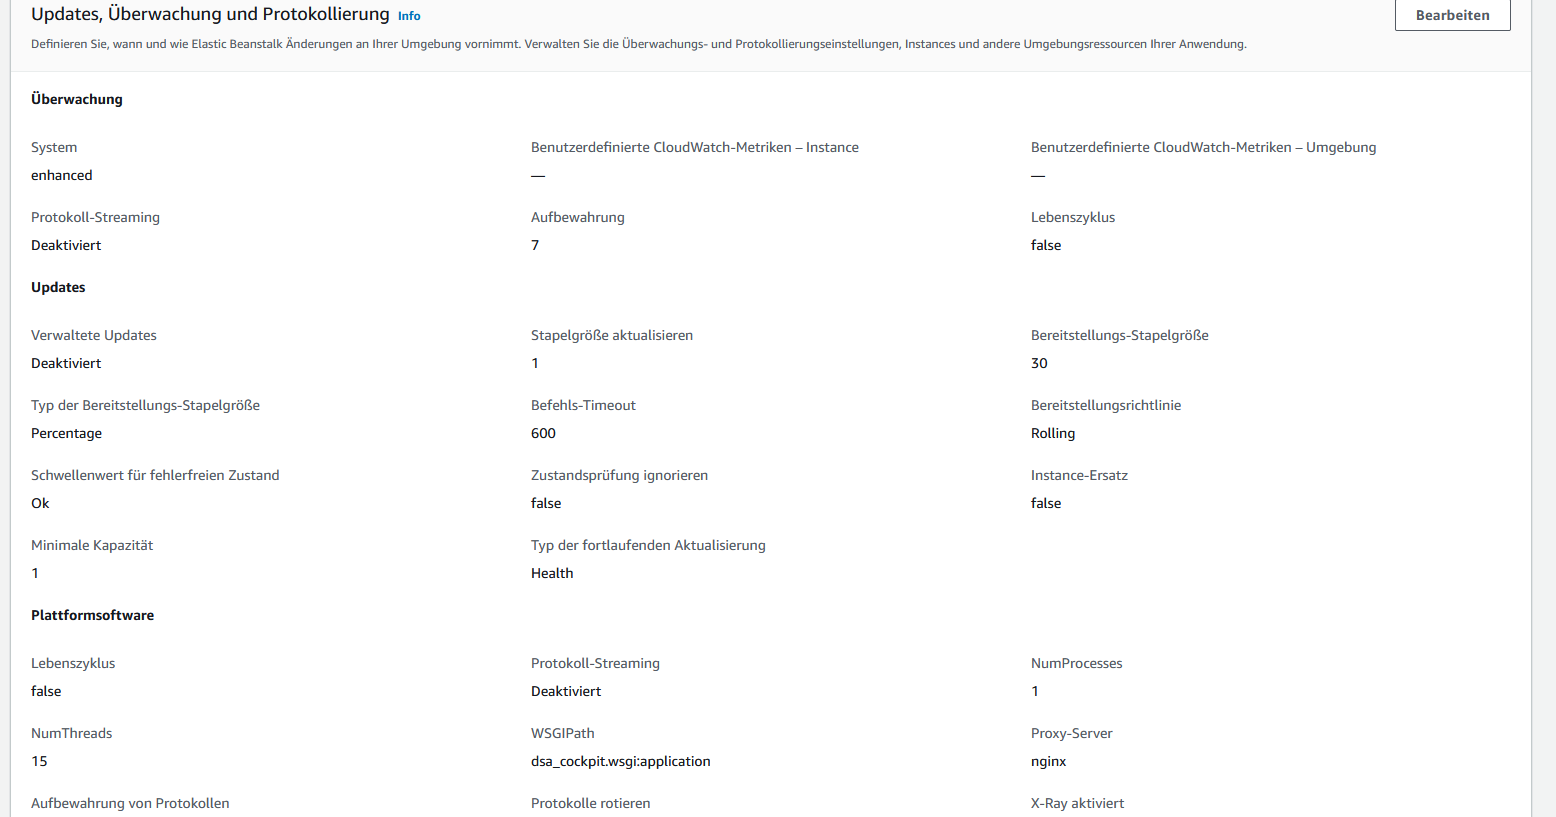 Updates, Überwachung und Protokollierung Info
Bearbeiten
Definieren Sie, wann und wie Elastic Beanstalk Änderungen an Ihrer Umgebung vornimmt. Verwalten Sie die Überwachungs- und Protokollierungseinstellungen, Instances und andere Umgebungsressourcen Ihrer Anwendung.
Überwachung
System
enhanced
Benutzerdefinierte CloudWatch-Metriken – Instance
—
Benutzerdefinierte CloudWatch-Metriken – Umgebung
—
Protokoll-Streaming
Deaktiviert
Aufbewahrung
7
Lebenszyklus
false
Updates
Verwaltete Updates
Deaktiviert
Stapelgröße aktualisieren
1
Bereitstellungs-Stapelgröße
30
Typ der Bereitstellungs-Stapelgröße
Percentage
Befehls-Timeout
600
Bereitstellungsrichtlinie
Rolling
Schwellenwert für fehlerfreien Zustand
Ok
Zustandsprüfung ignorieren
false
Instance-Ersatz
false
Minimale Kapazität
1
Typ der fortlaufenden Aktualisierung
Health
Plattformsoftware
Lebenszyklus
false
Protokoll-Streaming
Deaktiviert
NumProcesses
1
NumThreads
15
WSGIPath
dsa_cockpit.wsgi:application
Proxy-Server
nginx
Aufbewahrung von Protokollen
Protokolle rotieren
X-Ray aktiviert